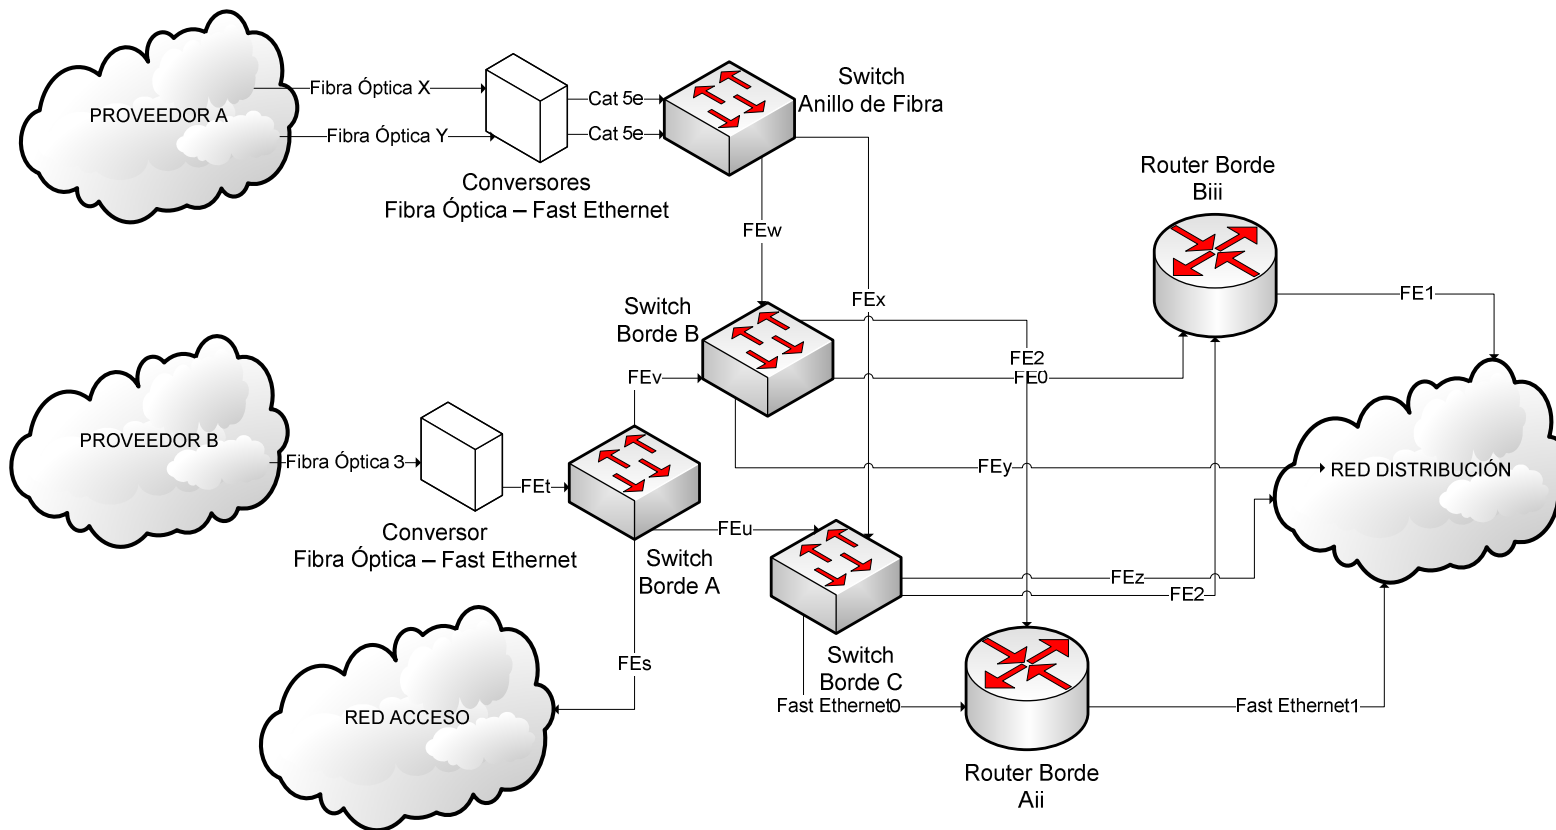 PROVEEDOR A
Fibra Óptica X
Fibra Óptica Y
Cat 5e
Cat 5e
Conversores
Fibra Óptica – Fast Ethernet
Switch
Anillo de Fibra
Router Borde
Biii
FEw
FEx
FE1
Switch
Borde B
FE2
FE0
FEv
PROVEEDOR B
Fibra Óptica 3
FEt
Conversor
Fibra Óptica – Fast Ethernet
FEy
RED DISTRIBUCIÓN
FEu
Switch
Borde A
FEz
FE2
FEs
Switch
Borde C
RED ACCESO
Fast Ethernet0
Fast Ethernet1
Router Borde
Aii